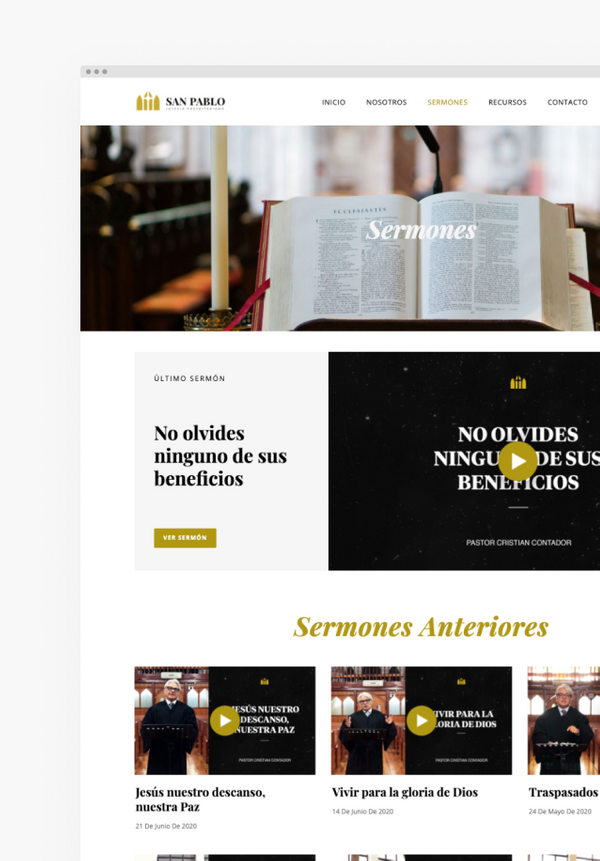 SAN PABLO
IGLESIA PRESBITERIANA
INICIO NOSOTROS SERMONES RECURSOS CONTACTO
ECCLESIASTES
Sermones
ÚLTIMO SERMÓN
No olvides
ninguno de sus
beneficios
VER SERMÓN
NO OLVIDES
DE SUS
BENEFICIOS
PASTOR CRISTIAN CONTADOR
Sermones Anteriores
JESÚS NUESTRO
DESCANSO,
NUESTRA PAZ
PASTOR CRISTIAN CONTADOR
VIVIR PARA LA
GLORIA DE DIOS
PASTOR CRISTIAN CONTADOR
Jesús nuestro descanso,
nuestra Paz
21 De Junio De 2020
Vivir para la gloria de Dios
14 De Junio De 2020
Traspasados
24 De Mayo De 2020